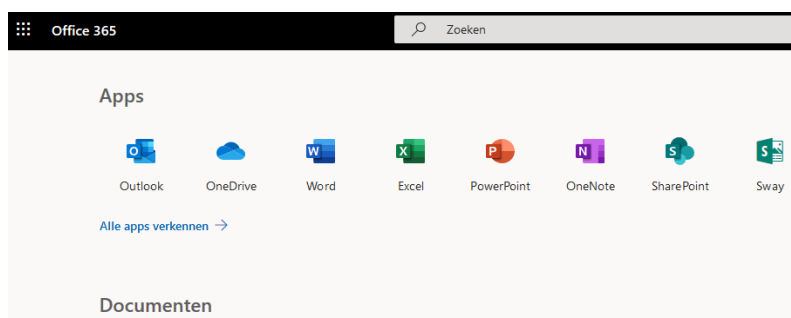 Office 365
Zoeken
Apps
Outlook OneDrive Word Excel PowerPoint OneNote SharePoint Sway
Alle apps verkennen →
Documenten